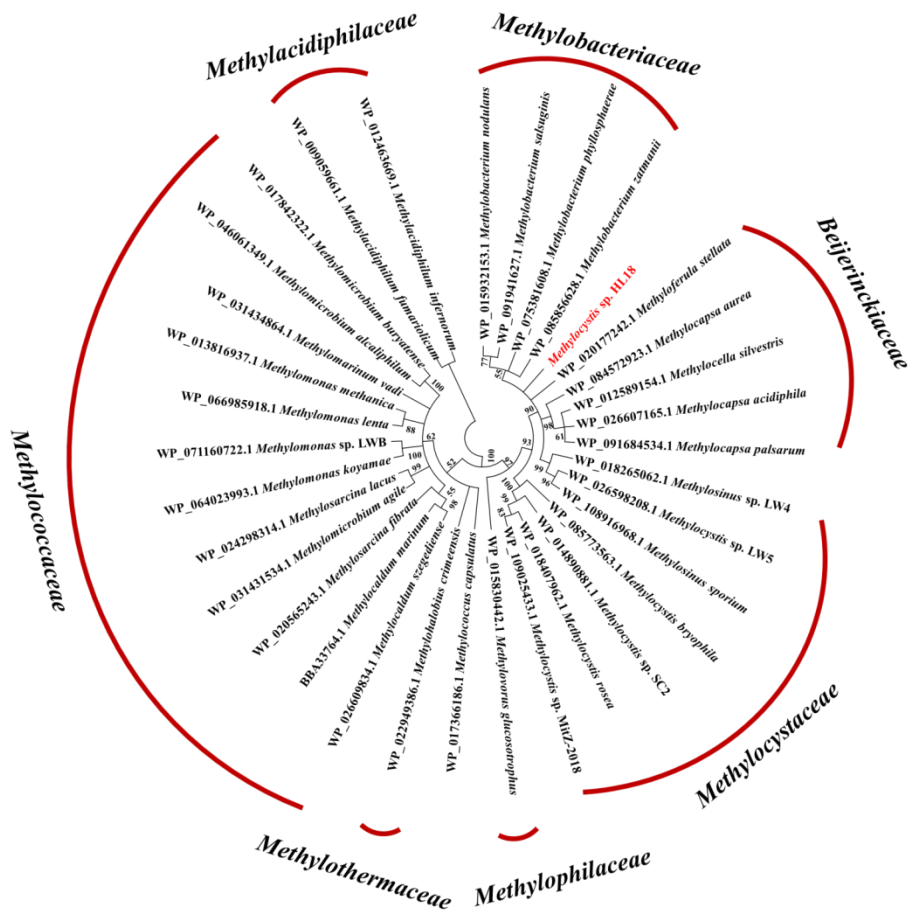 Methylacidiphilaceae
Methylobacteriaceae
Beijerinckiaceae
Methylocystaceae
Methylophilaceae
Methylothermaceae
Methylococcaceae
WP_015932153.1 Methylobacterium nodulans
WP_091941627.1 Methylobacterium salsuginis
WP_075381608.1 Methylobacterium phyllosphaerae
WP_085856628.1 Methylobacterium zatmanii
Methylocystis sp. HL18
WP_020177242.1 Methyloferula stellata
WP_084572923.1 Methylocapsa aurea
WP_012589154.1 Methylocella silvestris
WP_026607165.1 Methylocapsa acidiphila
WP_091684534.1 Methylocapsa palsarum
WP_018265062.1 Methylosinus sp. LW4
WP_026598208.1 Methylocystis sp. LW5
WP_108916968.1 Methylosinus sporium
WP_085773563.1 Methylocystis bryophila
WP_014890881.1 Methylocystis sp. SC2
WP_018407962.1 Methylocystis rosea
WP_109025433.1 Methylocystis sp. MitZ-2018
WP_015830442.1 Methylovorus glucosotrophus
WP_017366186.1 Methylococcus capsulatus
WP_022949386.1 Methylohalobius crimeensis
WP_026609834.1 Methylocaldum szegediense
BBA33764.1 Methylocaldum marinum
WP_020565243.1 Methylosarcina fibrata
WP_031431534.1 Methylomicrobium agile
WP_024298314.1 Methylosarcina lacus
WP_064023993.1 Methylomonas koyamae
WP_071160722.1 Methylomonas sp. LWB
WP_066985918.1 Methylomonas lenta
WP_013816937.1 Methylomonas methanica
WP_031434864.1 Methylomarinum vadi
WP_046061349.1 Methylomicrobium alcaliphilum
WP_017842322.1 Methylomicrobium buryatense
WP_009059661.1 Methylacidiphilum fumariolicum
WP_012463669.1 Methylacidiphilum infernorum
77
55
90
98
61
93
99
96
97
100
99
83
100
52
62
55
98
99
100
88
100